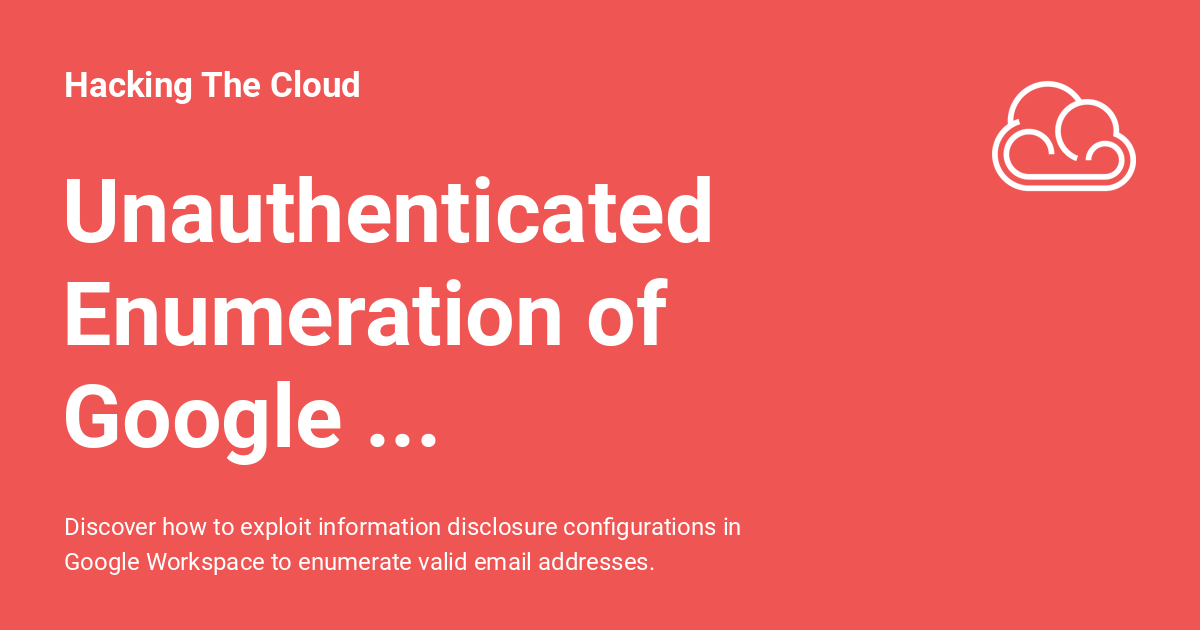 Hacking The Cloud
Unauthenticated
Enumeration of
Google ...
Discover how to exploit information disclosure configurations in
Google Workspace to enumerate valid email addresses.